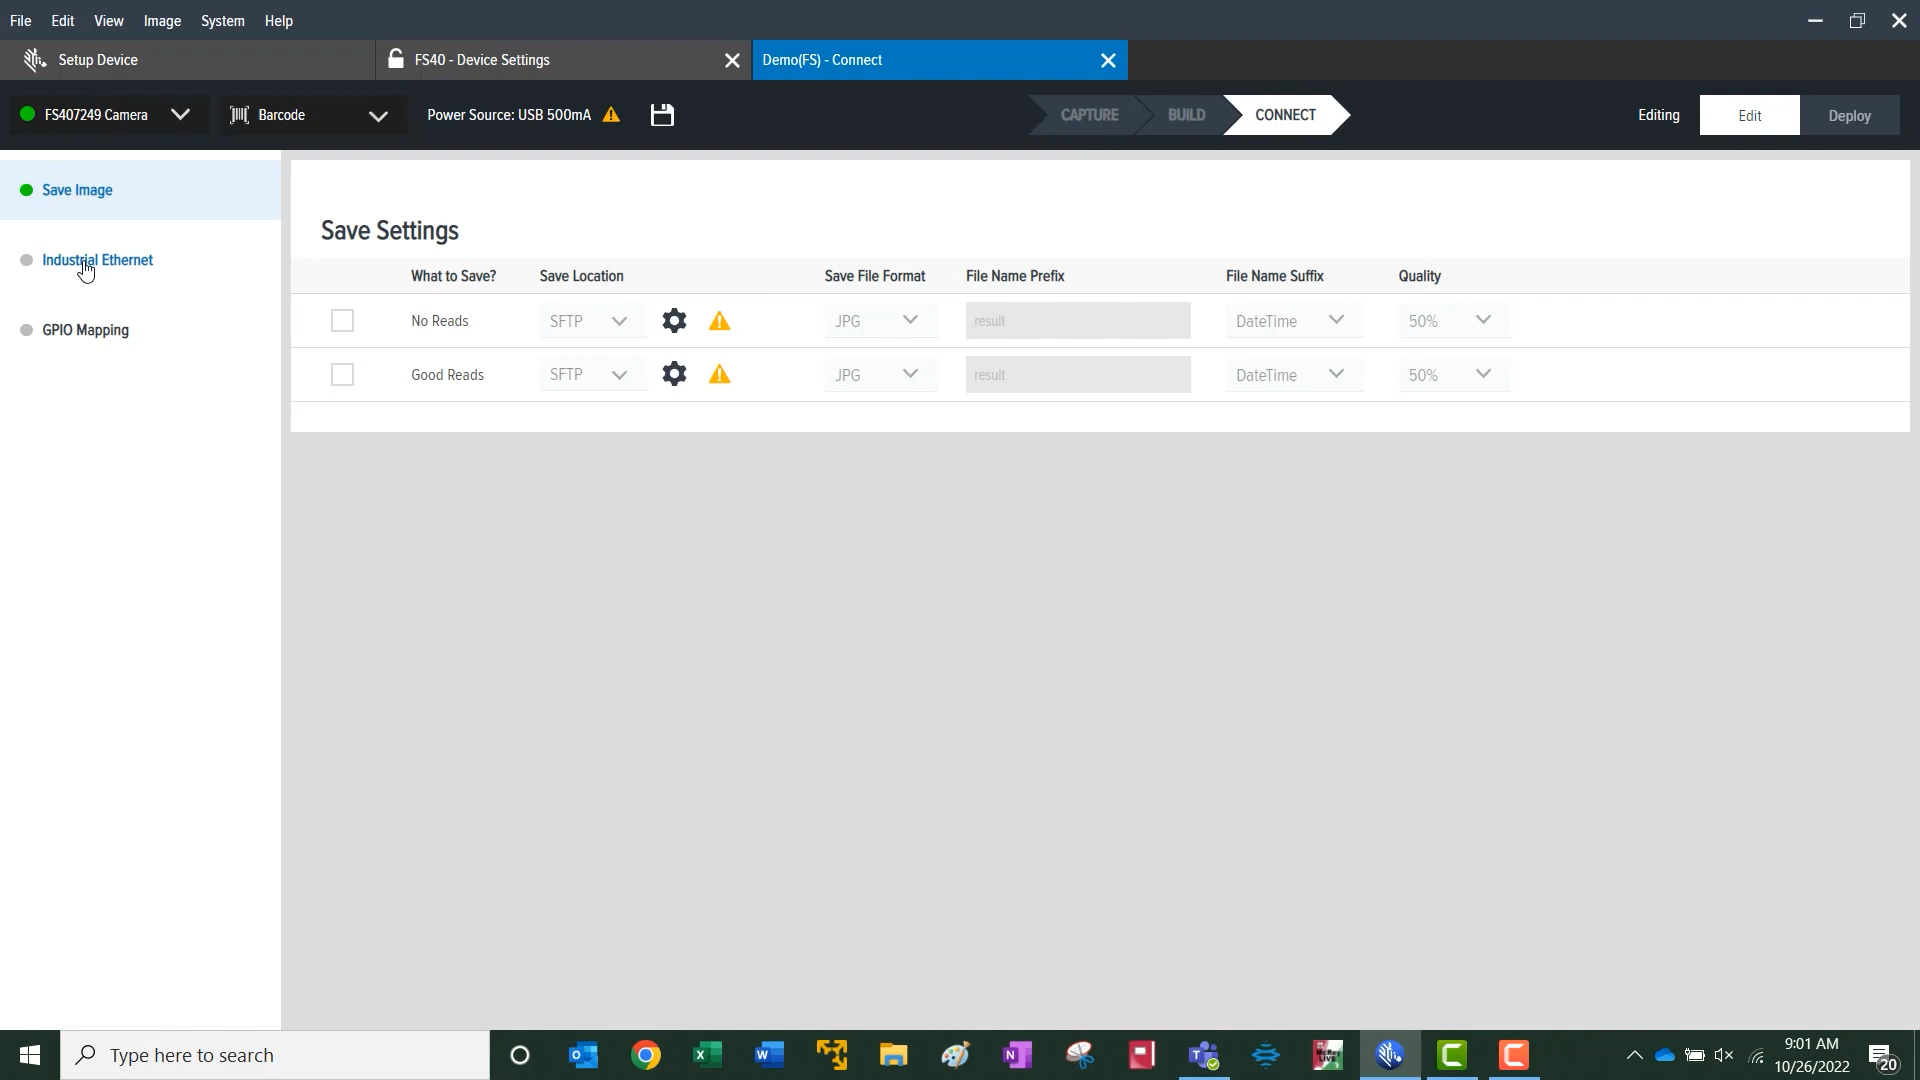 File Edit View Image System Help
Setup Device FS40 - Device Settings Demo(FS) - Connect
FS407249 Camera Barcode Power Source: USB 500mA CAPTURE BUILD CONNECT Editing Edit Deploy
Save Image
Industrial Ethernet
GPIO Mapping
Save Settings
What to Save? Save Location Save File Format File Name Prefix File Name Suffix Quality
No Reads SFTP JPG result DateTime 50%
Good Reads SFTP JPG result DateTime 50%
Type here to search
9:01 AM
10/26/2022
20